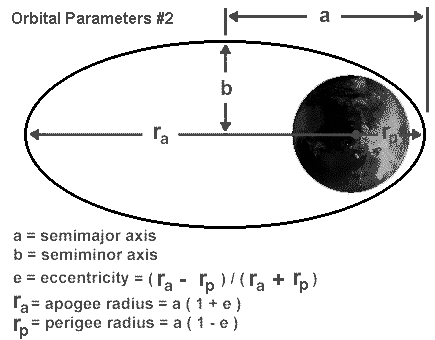 Orbital Parameters #2
a
b
ra
rp
a = semimajor axis
b = semiminor axis
e = eccentricity = ( ra - rp ) / ( ra + rp )
ra = apogee radius = a ( 1 + e )
rp = perigee radius = a ( 1 - e )